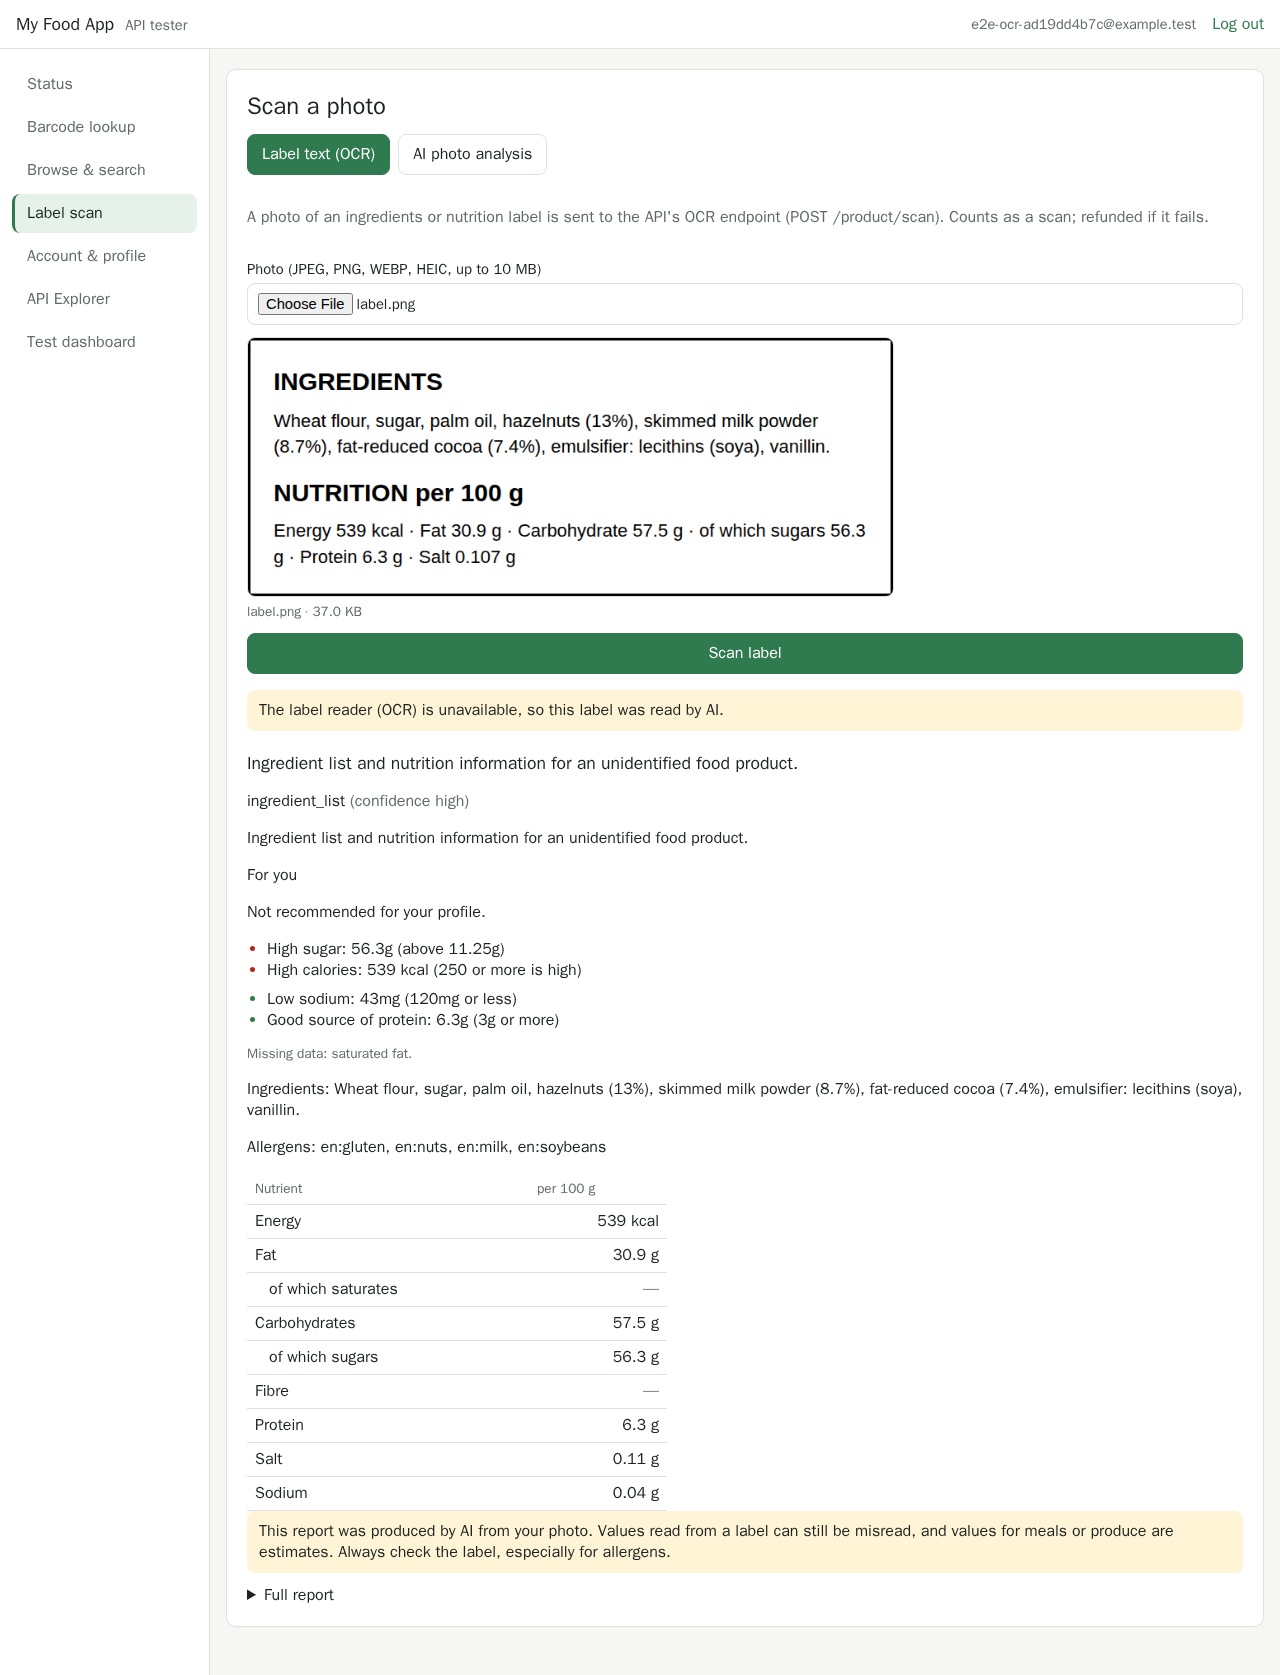 My Food App API tester
e2e-ocr-ad19dd4b7c@example.test Log out
Status
Barcode lookup
Browse & search
Label scan
Account & profile
API Explorer
Test dashboard
Scan a photo
Label text (OCR) AI photo analysis
A photo of an ingredients or nutrition label is sent to the API's OCR endpoint (POST /product/scan). Counts as a scan; refunded if it fails.
Photo (JPEG, PNG, WEBP, HEIC, up to 10 MB)
Choose File label.png
INGREDIENTS
Wheat flour, sugar, palm oil, hazelnuts (13%), skimmed milk powder
(8.7%), fat-reduced cocoa (7.4%), emulsifier: lecithins (soya), vanillin.
NUTRITION per 100 g
Energy 539 kcal · Fat 30.9 g · Carbohydrate 57.5 g · of which sugars 56.3
g · Protein 6.3 g · Salt 0.107 g
label.png · 37.0 KB
Scan label
The label reader (OCR) is unavailable, so this label was read by AI.
Ingredient list and nutrition information for an unidentified food product.
ingredient_list (confidence high)
Ingredient list and nutrition information for an unidentified food product.
For you
Not recommended for your profile.
• High sugar: 56.3g (above 11.25g)
• High calories: 539 kcal (250 or more is high)
• Low sodium: 43mg (120mg or less)
• Good source of protein: 6.3g (3g or more)
Missing data: saturated fat.
Ingredients: Wheat flour, sugar, palm oil, hazelnuts (13%), skimmed milk powder (8.7%), fat-reduced cocoa (7.4%), emulsifier: lecithins (soya),
vanillin.
Allergens: en:gluten, en:nuts, en:milk, en:soybeans
Nutrient per 100 g
Energy 539 kcal
Fat 30.9 g
of which saturates —
Carbohydrates 57.5 g
of which sugars 56.3 g
Fibre —
Protein 6.3 g
Salt 0.11 g
Sodium 0.04 g
This report was produced by AI from your photo. Values read from a label can still be misread, and values for meals or produce are
estimates. Always check the label, especially for allergens.
Full report